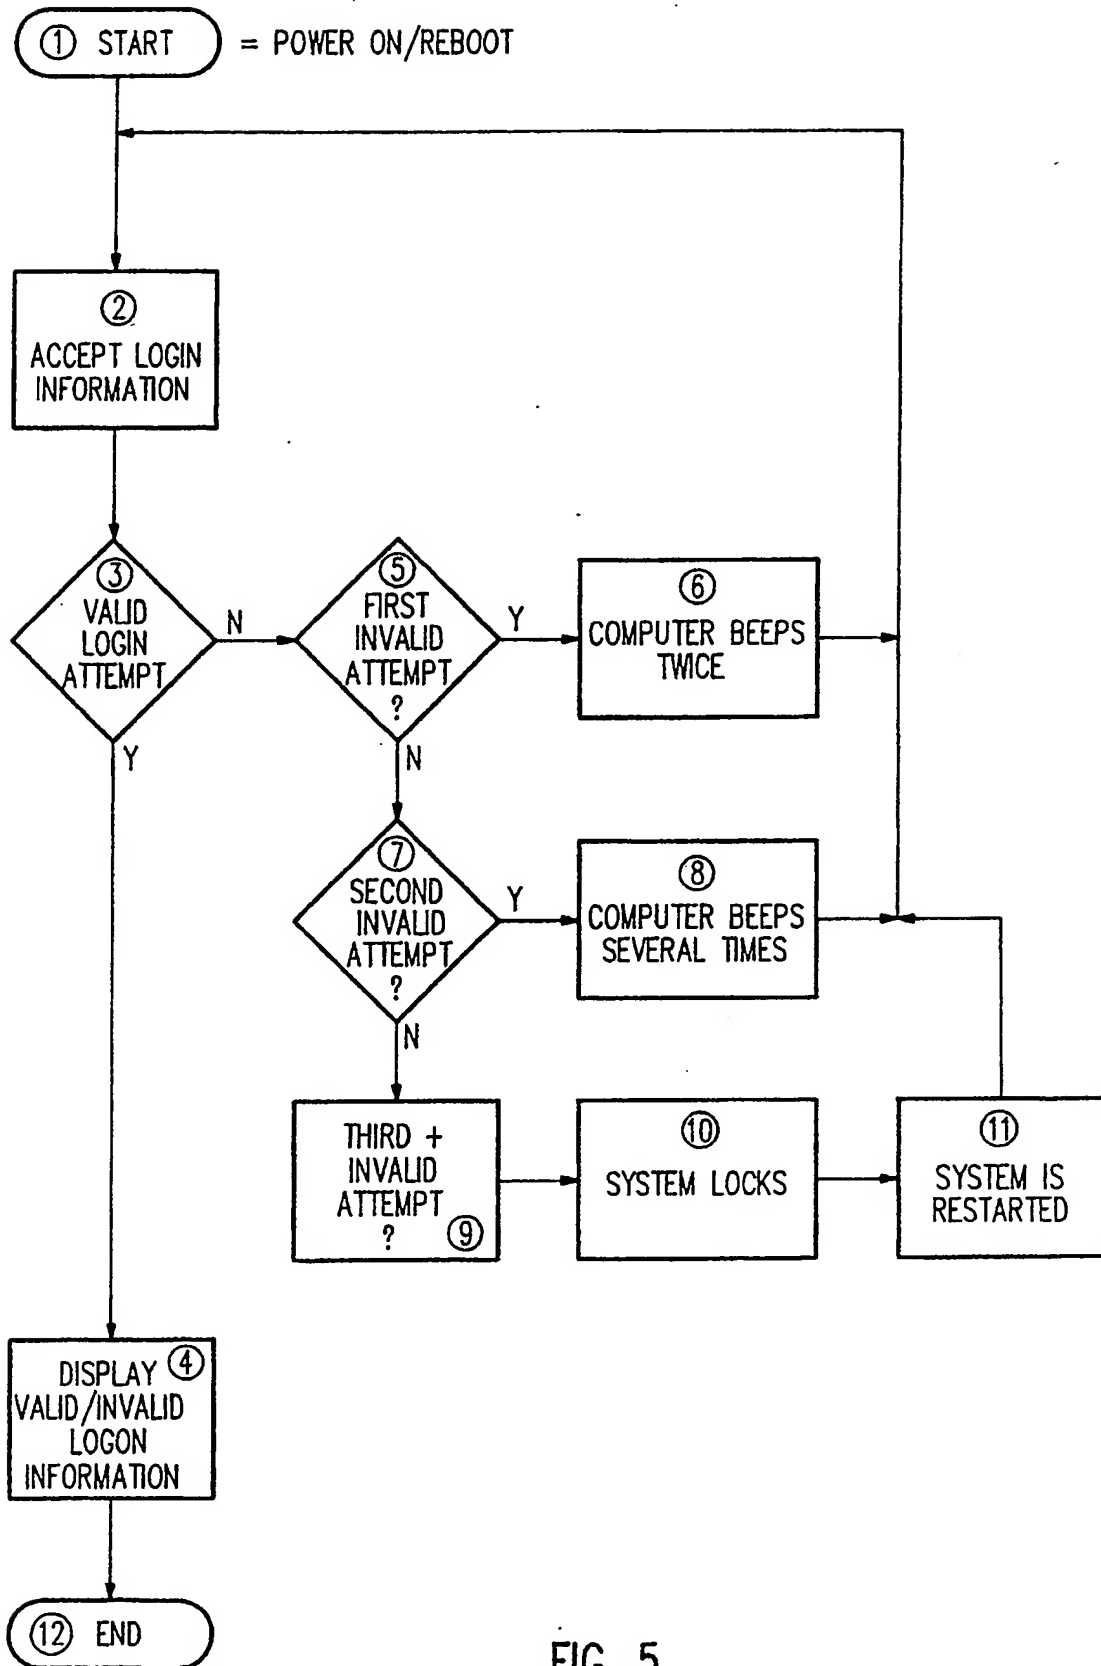 ① START = POWER ON/REBOOT
②
ACCEPT LOGIN
INFORMATION
③
VALID
LOGIN
ATTEMPT
N
Y
⑤
FIRST
INVALID
ATTEMPT
?
Y
N
⑥
COMPUTER BEEPS
TWICE
⑦
SECOND
INVALID
ATTEMPT
?
Y
N
⑧
COMPUTER BEEPS
SEVERAL TIMES
THIRD +
INVALID
ATTEMPT
? ⑨
⑩
SYSTEM LOCKS
⑪
SYSTEM IS
RESTARTED
DISPLAY ④
VALID/INVALID
LOGON
INFORMATION
⑫ END
FIG. 5